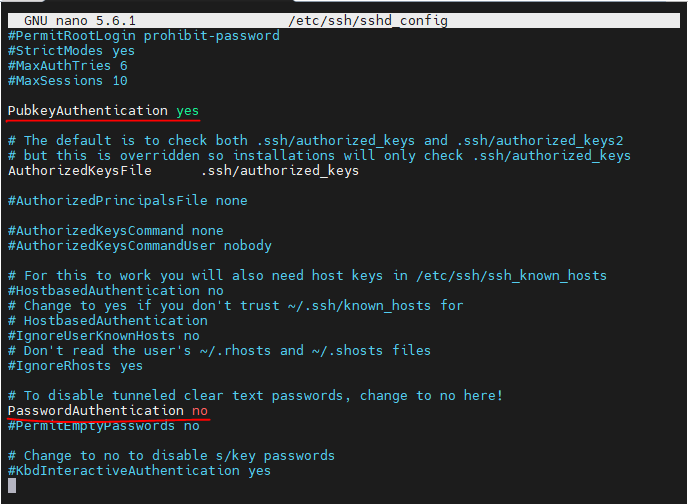 GNU nano 5.6.1 /etc/ssh/sshd_config
#PermitRootLogin prohibit-password
#StrictModes yes
#MaxAuthTries 6
#MaxSessions 10
PubkeyAuthentication yes
# The default is to check both .ssh/authorized_keys and .ssh/authorized_keys2
# but this is overridden so installations will only check .ssh/authorized_keys
AuthorizedKeysFile .ssh/authorized_keys
#AuthorizedPrincipalsFile none
#AuthorizedKeysCommand none
#AuthorizedKeysCommandUser nobody
# For this to work you will also need host keys in /etc/ssh/ssh_known_hosts
#HostbasedAuthentication no
# Change to yes if you don't trust ~/.ssh/known_hosts for
# HostbasedAuthentication
#IgnoreUserKnownHosts no
# Don't read the user's ~/.rhosts and ~/.shosts files
#IgnoreRhosts yes
# To disable tunneled clear text passwords, change to no here!
PasswordAuthentication no
#PermitEmptyPasswords no
# Change to no to disable s/key passwords
#KbdInteractiveAuthentication yes